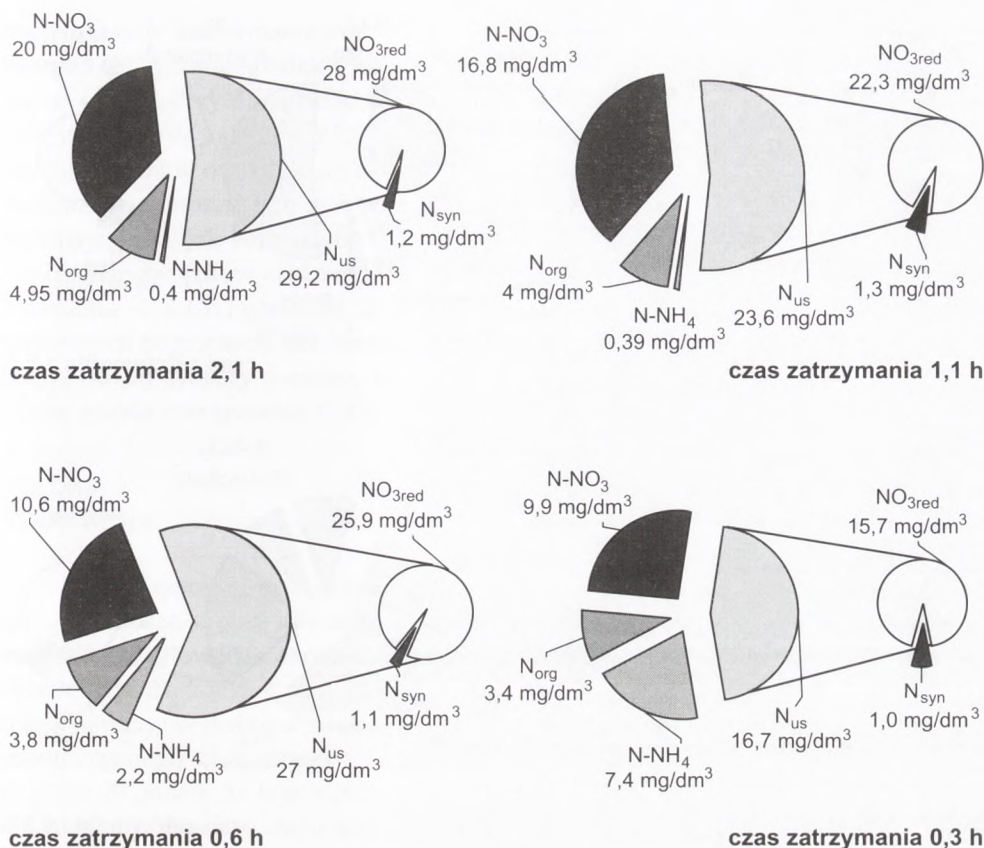 N-NO₃
20 mg/dm³
NO₃red
28 mg/dm³
Nsyn
1,2 mg/dm³
Nus
29,2 mg/dm³
N-NH₄
0,4 mg/dm³
Norg
4,95 mg/dm³
czas zatrzymania 2,1 h
N-NO₃
16,8 mg/dm³
NO₃red
22,3 mg/dm³
Nsyn
1,3 mg/dm³
Nus
23,6 mg/dm³
N-NH₄
0,39 mg/dm³
Norg
4 mg/dm³
czas zatrzymania 1,1 h
N-NO₃
10,6 mg/dm³
NO₃red
25,9 mg/dm³
Nsyn
1,1 mg/dm³
Nus
27 mg/dm³
N-NH₄
2,2 mg/dm³
Norg
3,8 mg/dm³
czas zatrzymania 0,6 h
N-NO₃
9,9 mg/dm³
NO₃red
15,7 mg/dm³
Nsyn
1,0 mg/dm³
Nus
16,7 mg/dm³
N-NH₄
7,4 mg/dm³
Norg
3,4 mg/dm³
czas zatrzymania 0,3 h